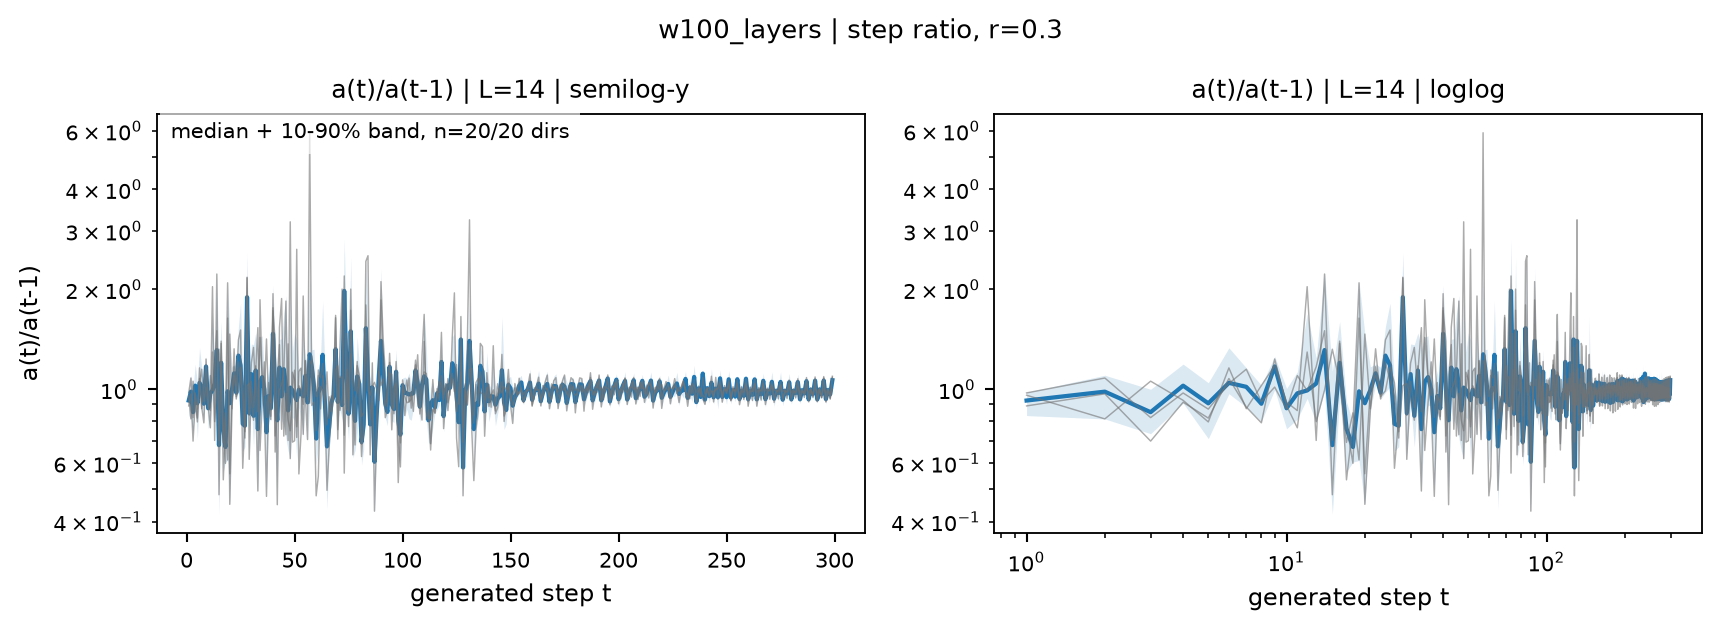 w100_layers | step ratio, r=0.3
a(t)/a(t-1) | L=14 | semilog-y
median + 10-90% band, n=20/20 dirs
a(t)/a(t-1)
6 × 10⁰
4 × 10⁰
3 × 10⁰
2 × 10⁰
10⁰
6 × 10⁻¹
4 × 10⁻¹
0 50 100 150 200 250 300
generated step t
a(t)/a(t-1) | L=14 | loglog
6 × 10⁰
4 × 10⁰
3 × 10⁰
2 × 10⁰
10⁰
6 × 10⁻¹
4 × 10⁻¹
10⁰ 10¹ 10²
generated step t